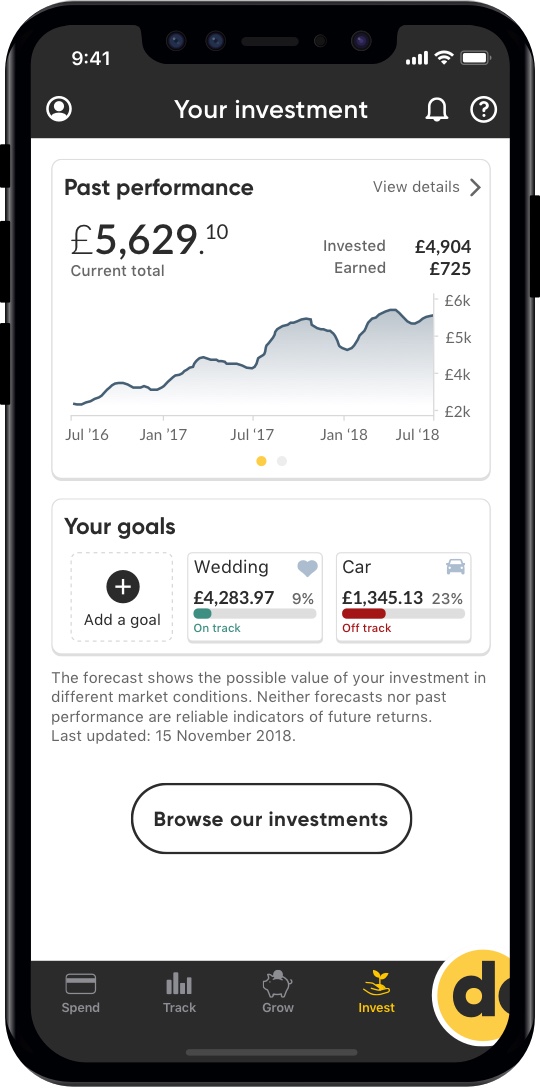 9:41
Your investment
Past performance
View details
£5,629.10
Current total
Invested £4,904
Earned £725
£6k
£5k
£4k
£2k
Jul '16 Jan '17 Jul '17 Jan '18 Jul '18
Your goals
Add a goal
Wedding
£4,283.97 9%
On track
Car
£1,345.13 23%
Off track
The forecast shows the possible value of your investment in
different market conditions. Neither forecasts nor past
performance are reliable indicators of future returns.
Last updated: 15 November 2018.
Browse our investments
Spend Track Grow Invest